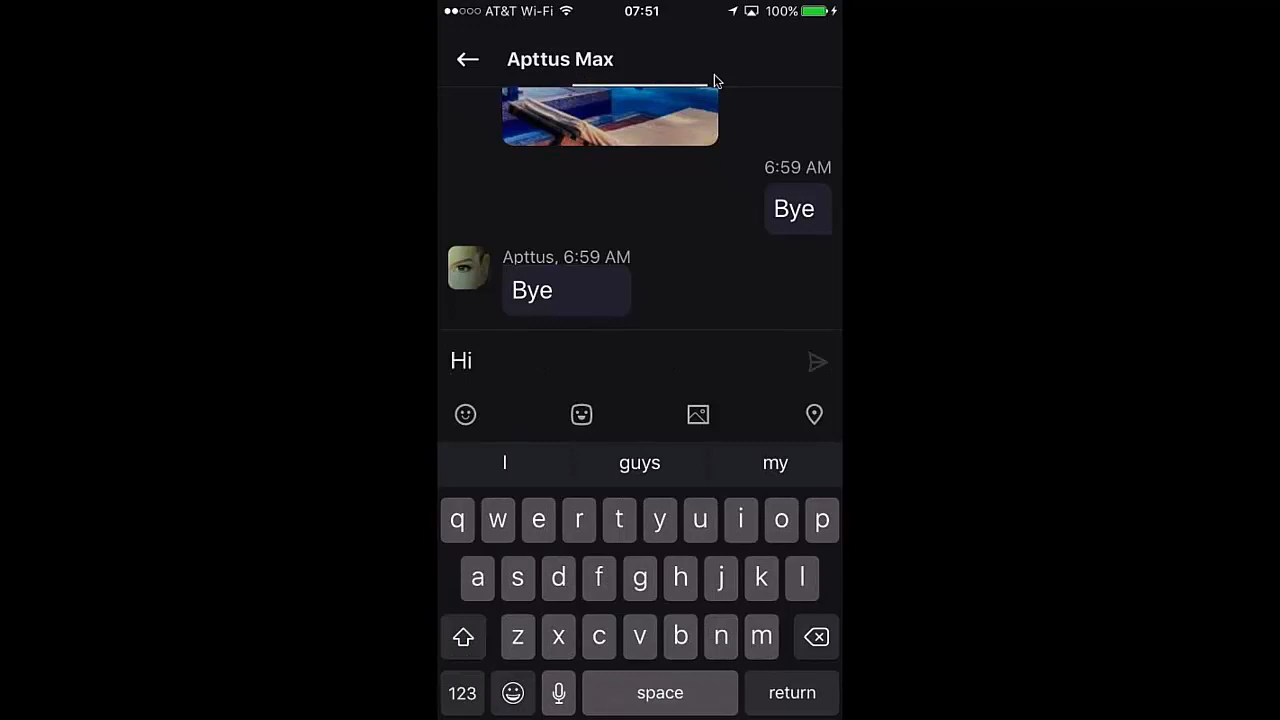 AT&T Wi-Fi 07:51 100%
Apttus Max
6:59 AM
Bye
Apttus, 6:59 AM
Bye
Hi
I guys my
q w e r t y u i o p
a s d f g h j k l
z x c v b n m
123 space return